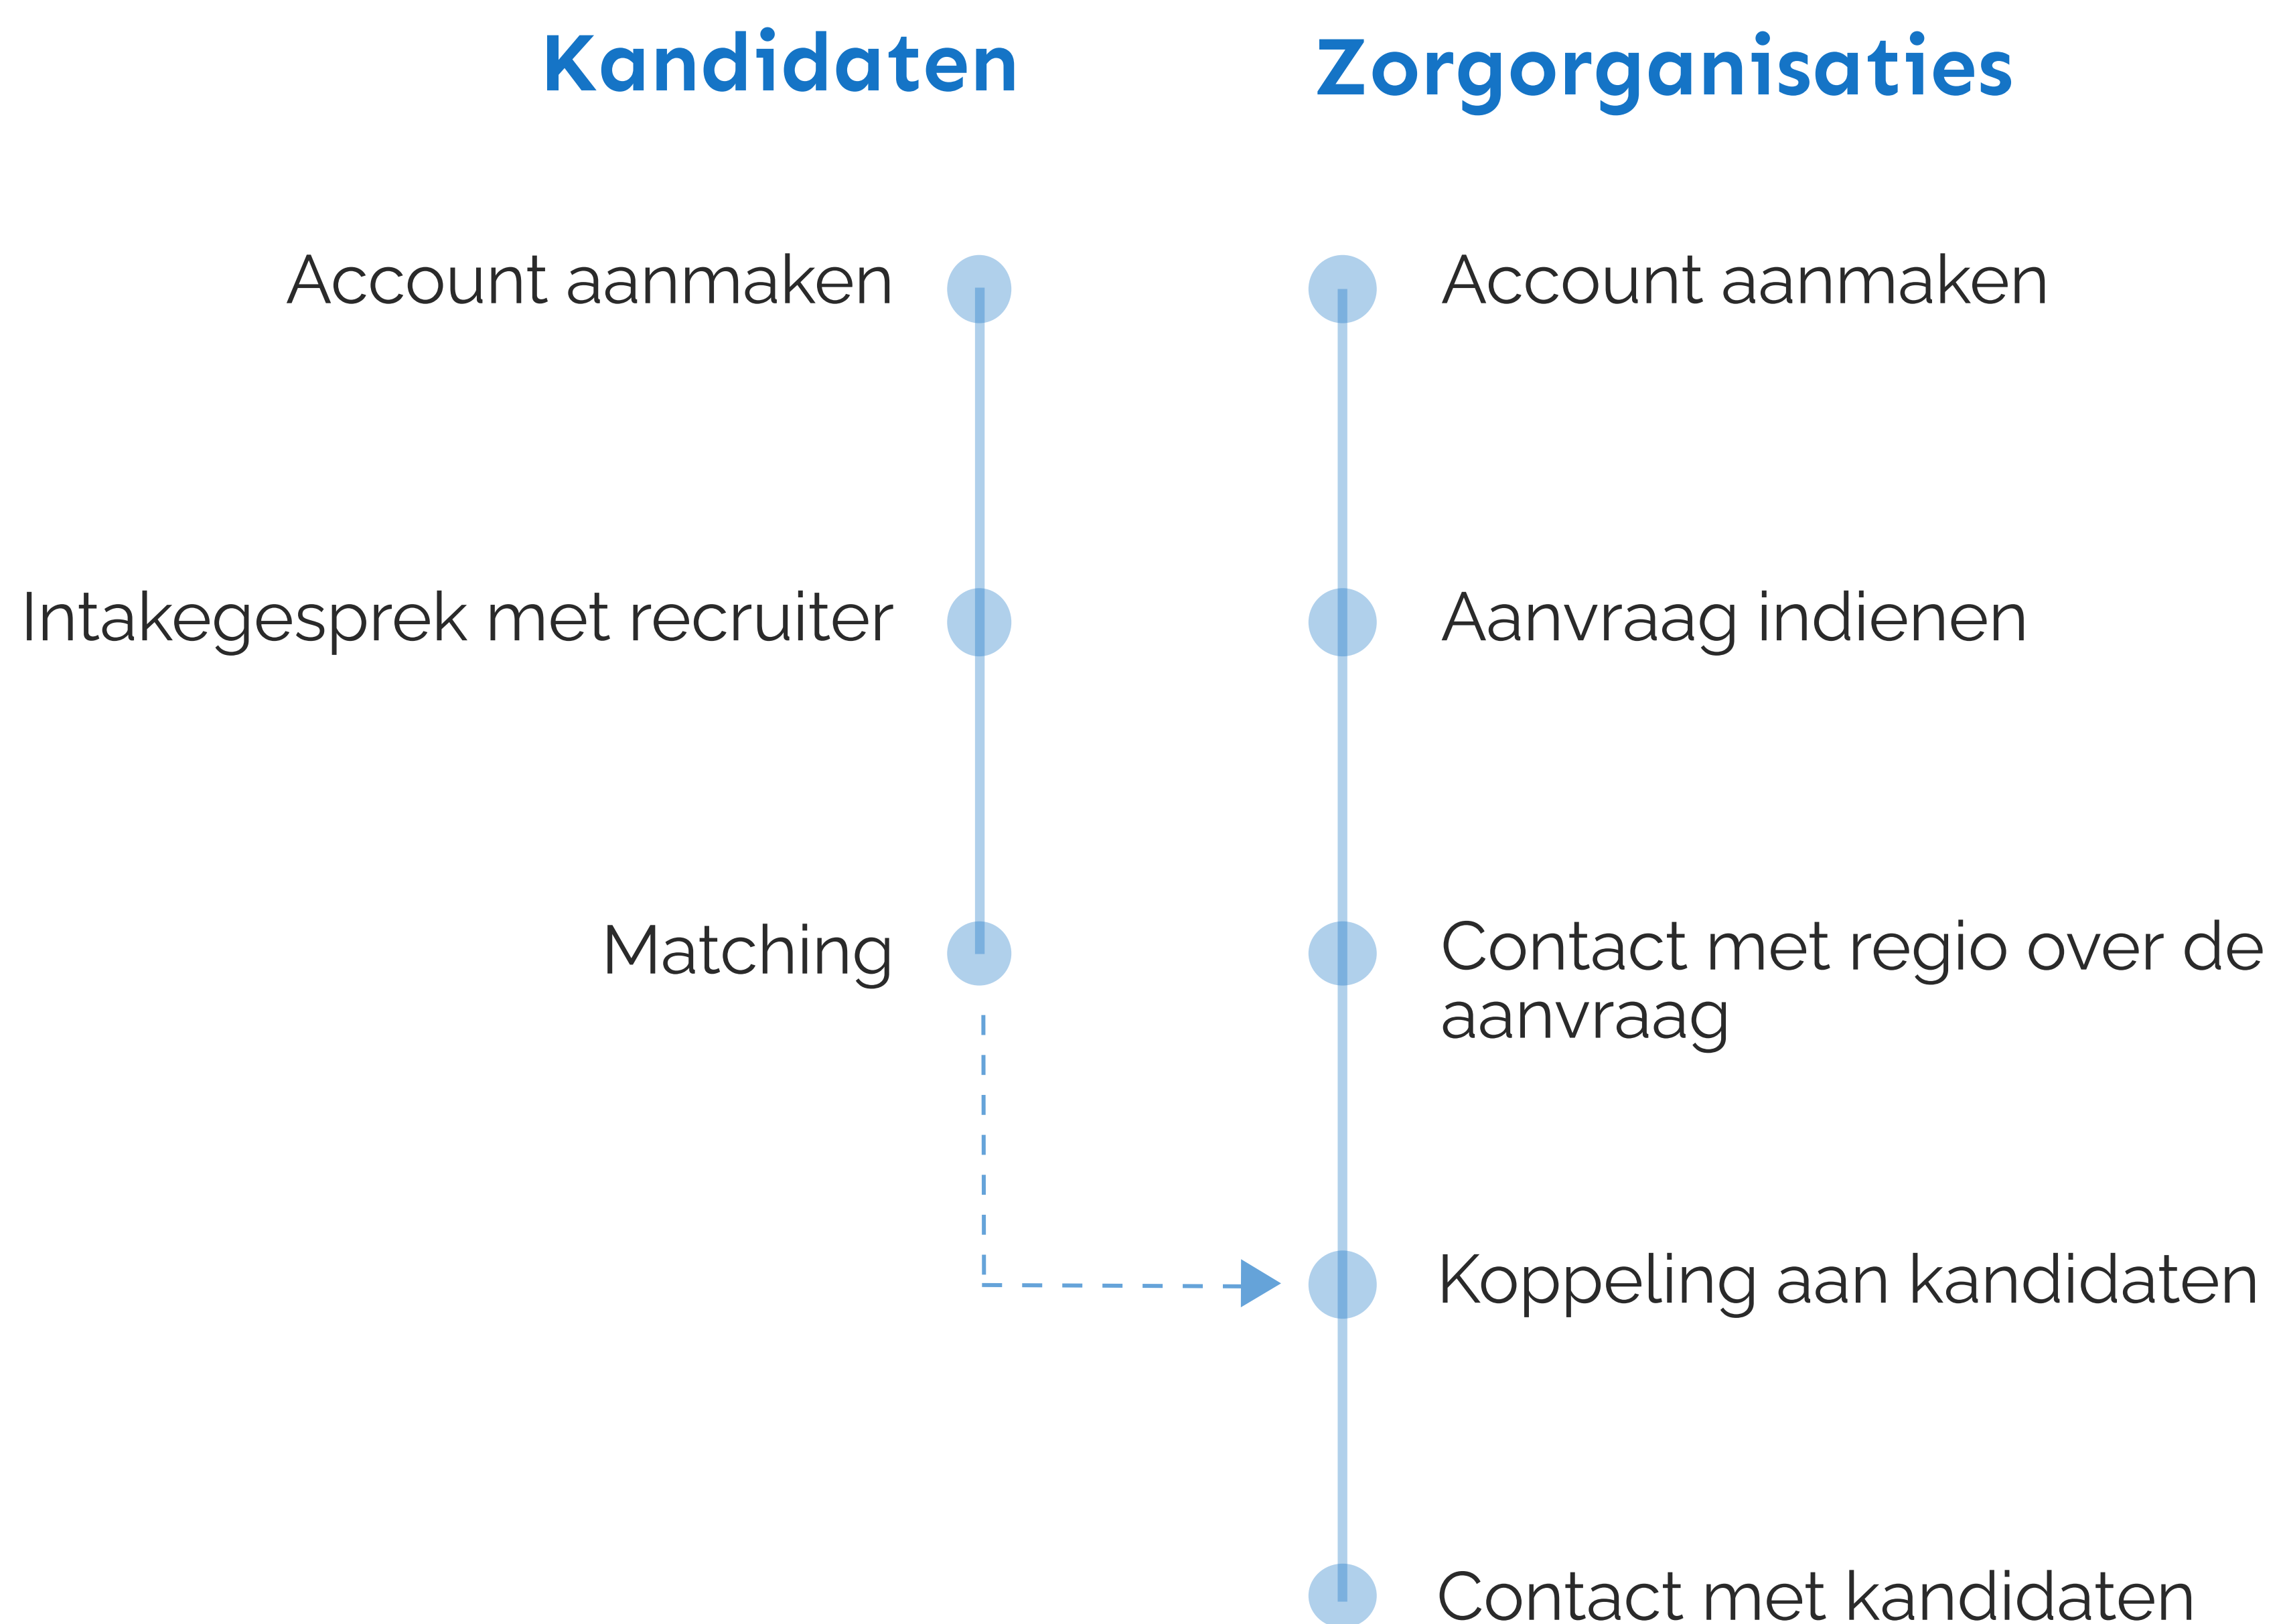 Kandidaten
Zorgorganisaties
Account aanmaken
Account aanmaken
Intakegesprek met recruiter
Aanvraag indienen
Matching
Contact met regio over de
aanvraag
Koppeling aan kandidaten
Contact met kandidaten